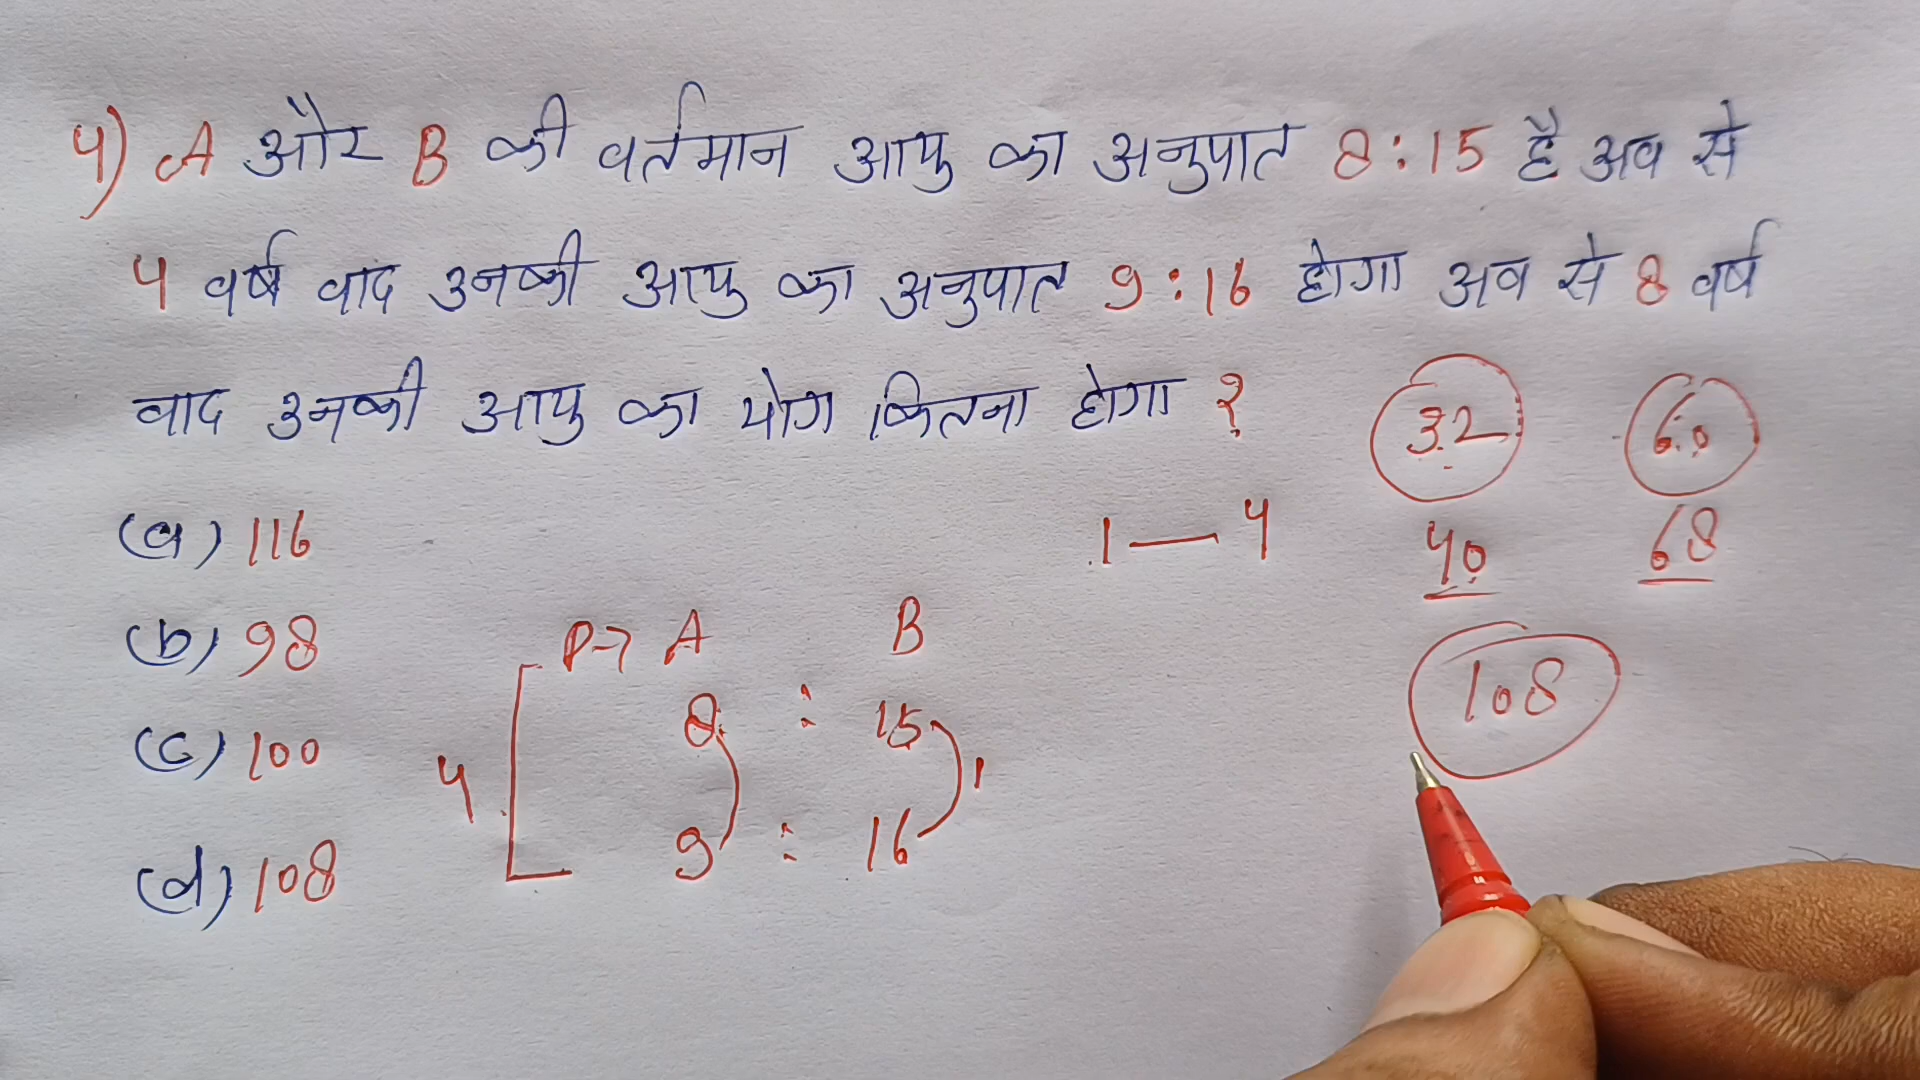 4) A और B की वर्तमान आयु का अनुपात 8:15 है अब से
4 वर्ष बाद उनकी आयु का अनुपात 9:16 होगा अब से 8 वर्ष
बाद उनकी आयु का योग कितना होगा ?
32 60
(a) 116
1 — 4
40 68
(b) 98
P→ A B
108
8 : 15
(c) 100
4
1
9 : 16
(d) 108